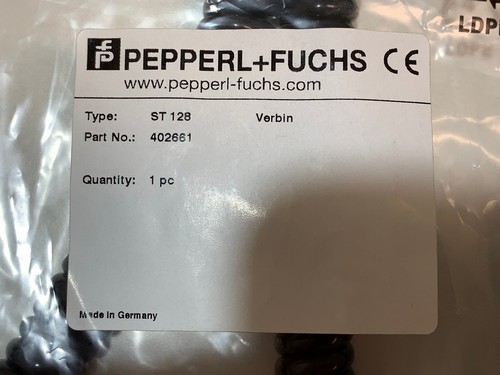 LDP
PEPPERL+FUCHS CE
www.pepperl-fuchs.com
Type: ST 128 Verbin
Part No.: 402661
Quantity: 1 pc
Made in Germany